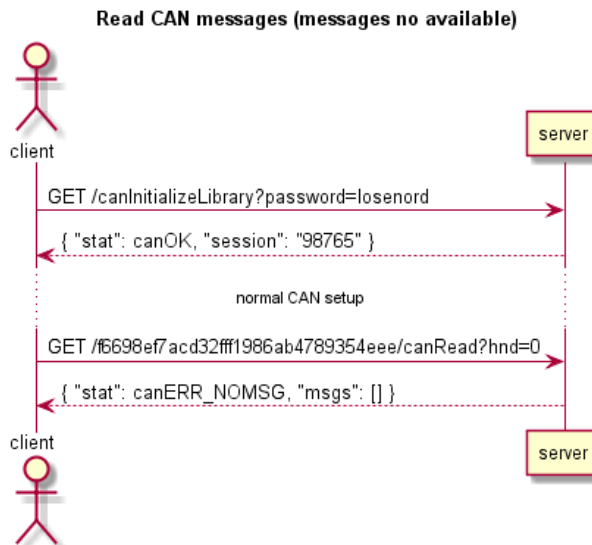 Read CAN messages (messages no available)
client
server
GET /canInitializeLibrary?password=losenord
{ "stat": canOK, "session": "98765" }
normal CAN setup
GET /f6698ef7acd32fff1986ab4789354eee/canRead?hnd=0
{ "stat": canERR_NOMSG, "msgs": [] }
client
server